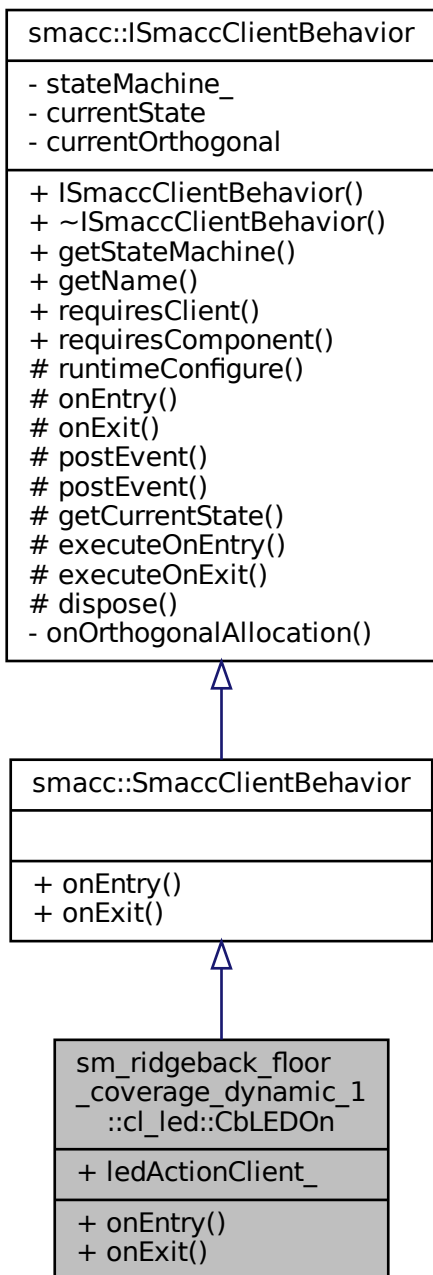 smacc::ISmaccClientBehavior
- stateMachine_
- currentState
- currentOrthogonal
+ ISmaccClientBehavior()
+ ~ISmaccClientBehavior()
+ getStateMachine()
+ getName()
+ requiresClient()
+ requiresComponent()
# runtimeConfigure()
# onEntry()
# onExit()
# postEvent()
# postEvent()
# getCurrentState()
# executeOnEntry()
# executeOnExit()
# dispose()
- onOrthogonalAllocation()
smacc::SmaccClientBehavior
+ onEntry()
+ onExit()
sm_ridgeback_floor
_coverage_dynamic_1
::cl_led::CbLEDOn
+ ledActionClient_
+ onEntry()
+ onExit()